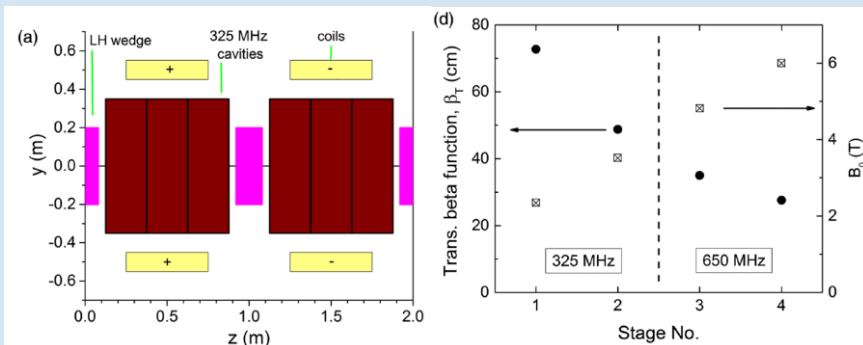 (a)
LH wedge
325 MHz
cavities
coils
+
-
+
-
y (m)
0.6
0.4
0.2
0.0
-0.2
-0.4
-0.6
0.0
0.5
1.0
1.5
2.0
z (m)
(d)
Trans. beta function, β_T (cm)
80
60
40
20
0
6
4
2
0
B_0 (T)
325 MHz
650 MHz
1
2
3
4
Stage No.